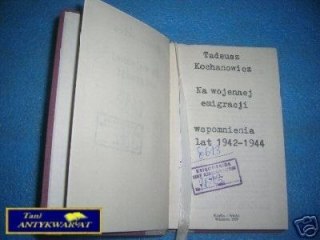 Tadeusz
Kochanowicz
Na wojennej
emigracji
wspomnienia
lat 1942-1944
Tani
ANTYKWARIAT